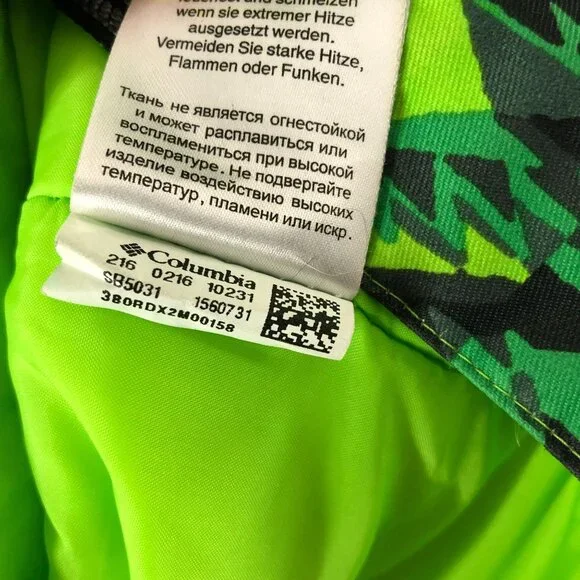 wenn sie extremer Hitze
ausgesetzt werden.
Vermeiden Sie starke Hitze,
Flammen oder Funken.
Ткань не является огнестойкой
и может расплавиться или
воспламениться при высокой
температуре. Не подвергайте
изделие воздействию высоких
температур, пламени или искр.
Columbia
216 0216 10231
SB5031 1560731
380RDX2M00158